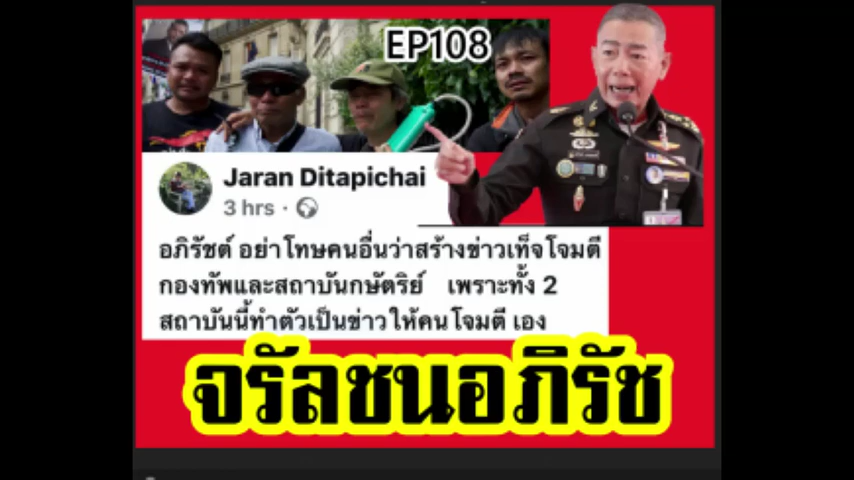 EP108
Jaran Ditapichai
3 hrs ·
อภิรัชต์ อย่าโทษคนอื่นว่าสร้างข่าวเท็จโจมตี
กองทัพและสถาบันกษัตริย์ เพราะทั้ง 2
สถาบันนี้ทำตัวเป็นข่าวให้คนโจมตี เอง
จรัลชนอภิรัช